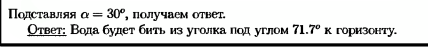 Подставляя α = 30°, получаем ответ.
Ответ: Вода будет бить из уголка под углом 71.7° к горизонту.